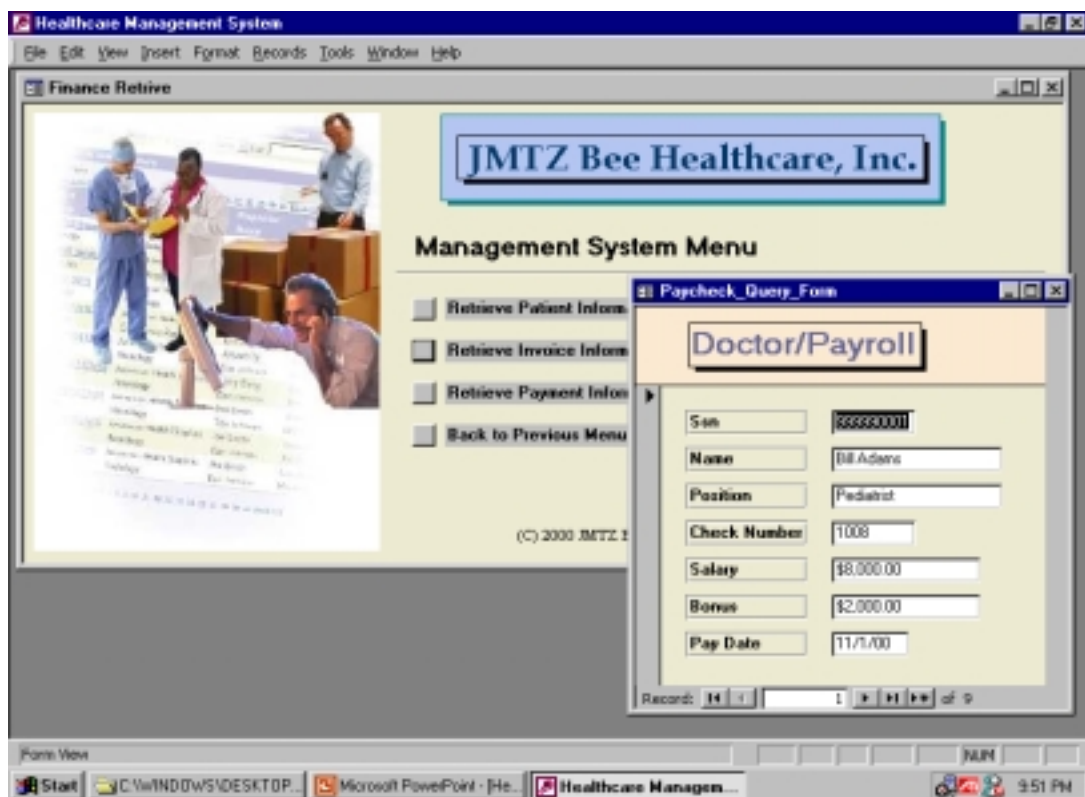 Healthcare Management System
File Edit View Insert Format Records Tools Window Help
Finance Retrive
JMTZ Bee Healthcare, Inc.
Management System Menu
Retrieve Patient Inform
Retrieve Invoice Inform
Retrieve Payment Inform
Back to Previous Menu
(C) 2000 JMTZ B
Paycheck_Query_Form
Doctor/Payroll
Ssn 999990001
Name Bill Adams
Position Pediatrist
Check Number 1008
Salary $8,000.00
Bonus $2,000.00
Pay Date 11/1/00
Record: 1 of 9
Form View NUM
Start C:\WINDOWS\DESKTOP... Microsoft PowerPoint - [He... Healthcare Managem... 9:51 PM